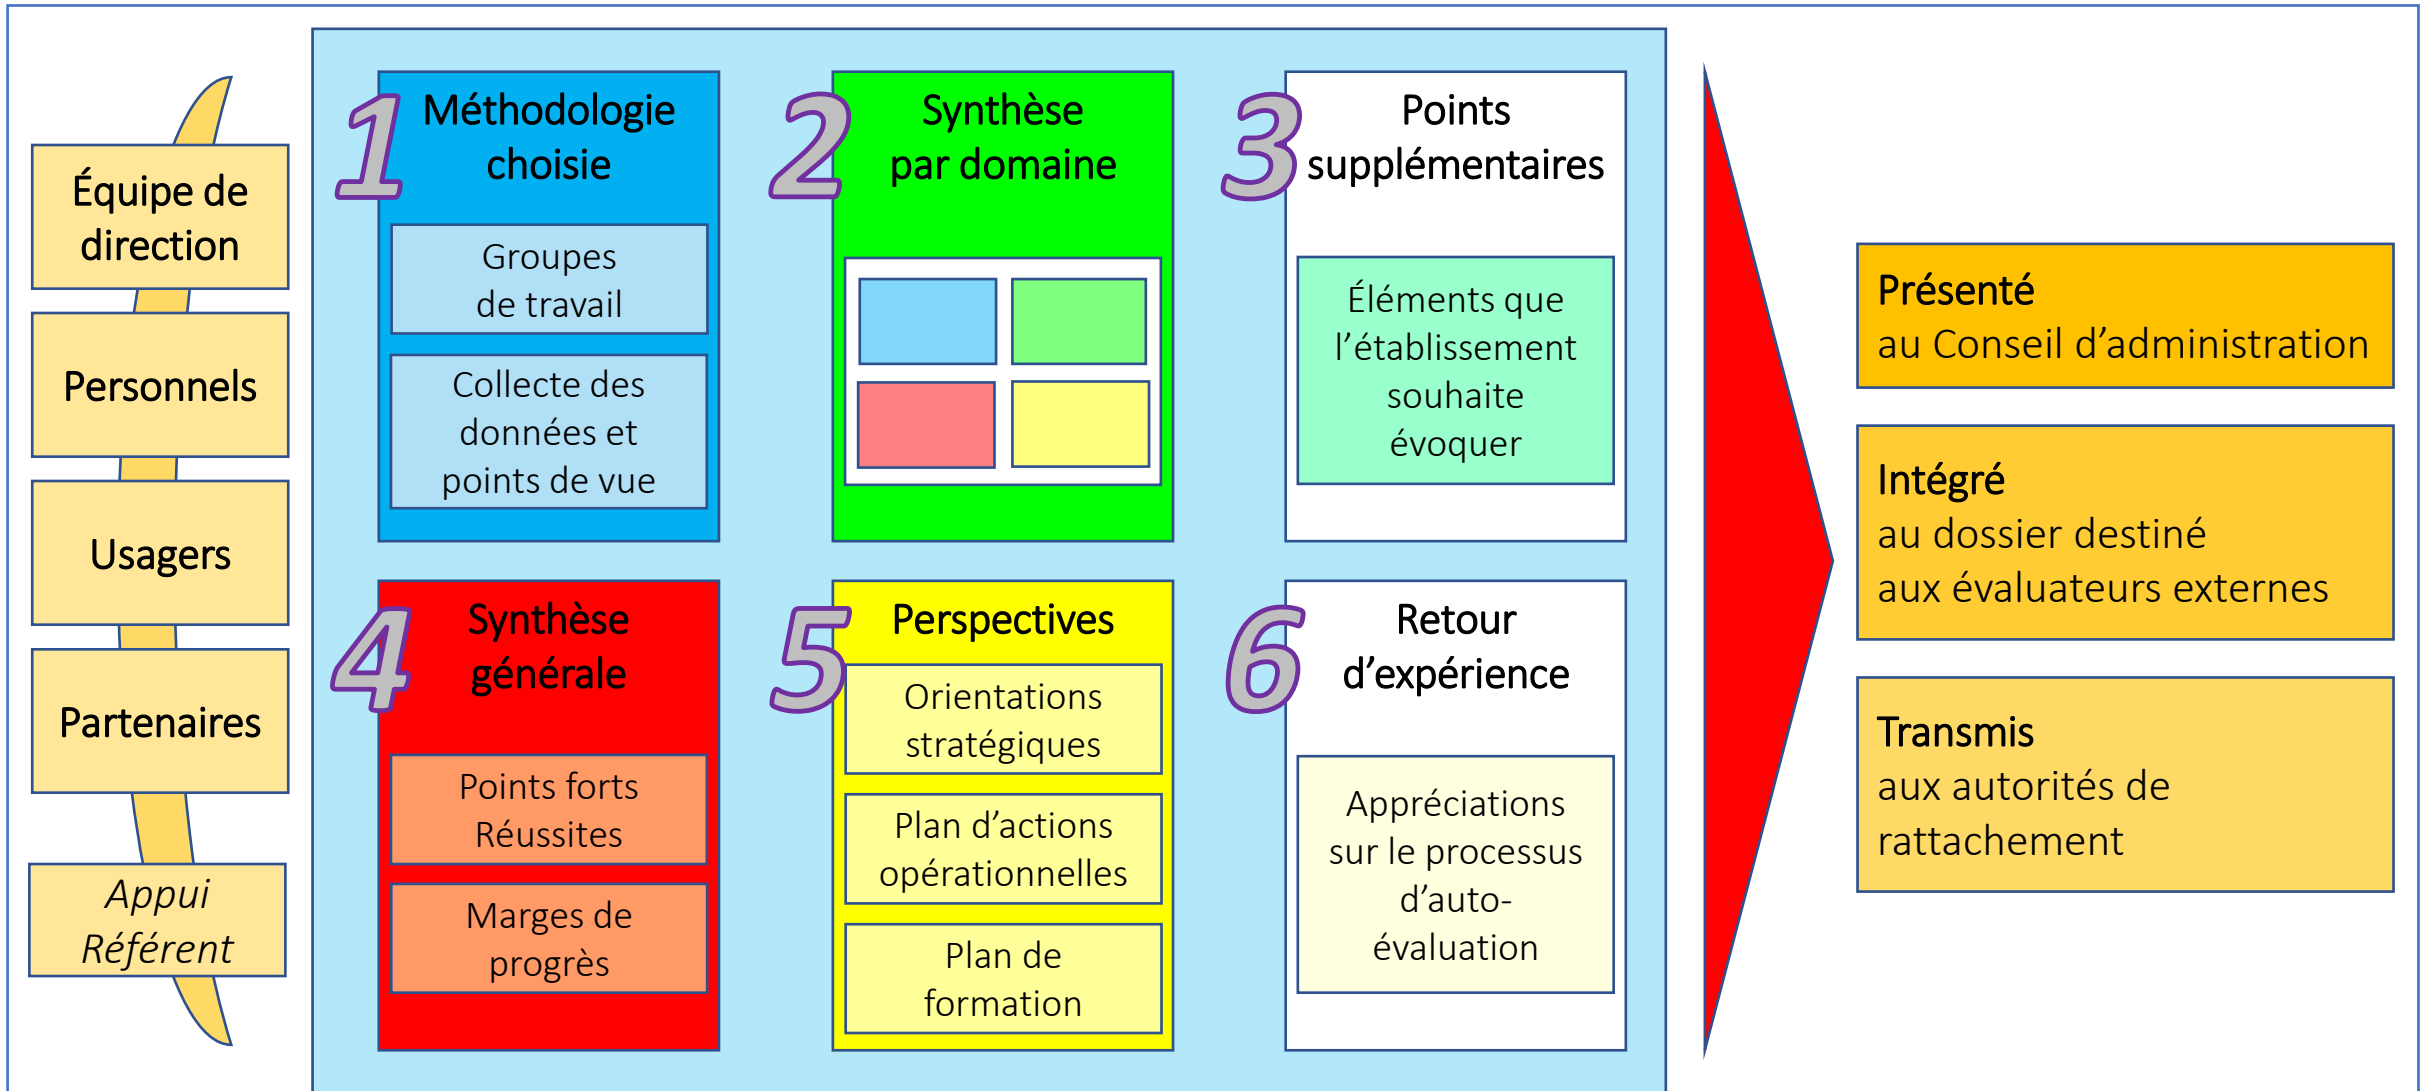 Équipe de
direction
Personnels
Usagers
Partenaires
Appui
Référent
1
Méthodologie
choisie
Groupes
de travail
Collecte des
données et
points de vue
2
Synthèse
par domaine
3
Points
supplémentaires
Éléments que
l’établissement
souhaite
évoquer
4
Synthèse
générale
Points forts
Réussites
Marges de
progrès
5
Perspectives
Orientations
stratégiques
Plan d’actions
opérationnelles
Plan de
formation
6
Retour
d’expérience
Appréciations
sur le processus
d’auto-
évaluation
Présenté
au Conseil d’administration
Intégré
au dossier destiné
aux évaluateurs externes
Transmis
aux autorités de
rattachement